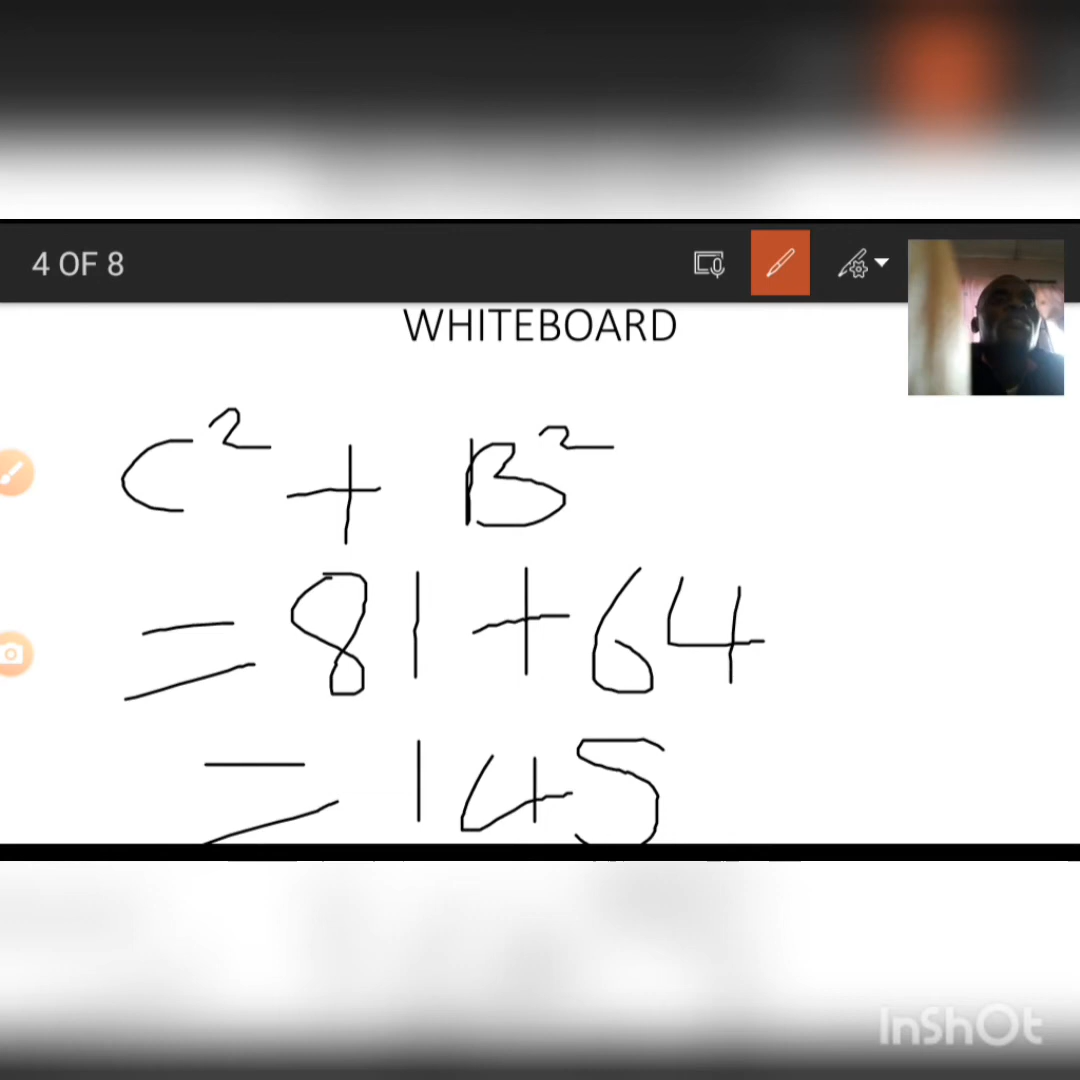 4 OF 8
WHITEBOARD
C² + B²
= 81 + 64
= 145
InShOt